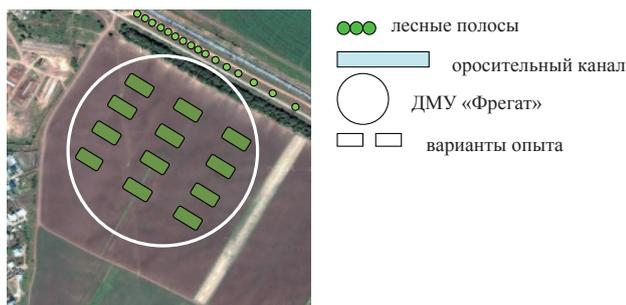 лесные полосы
оросительный канал
ДМУ «Фрегат»
варианты опыта